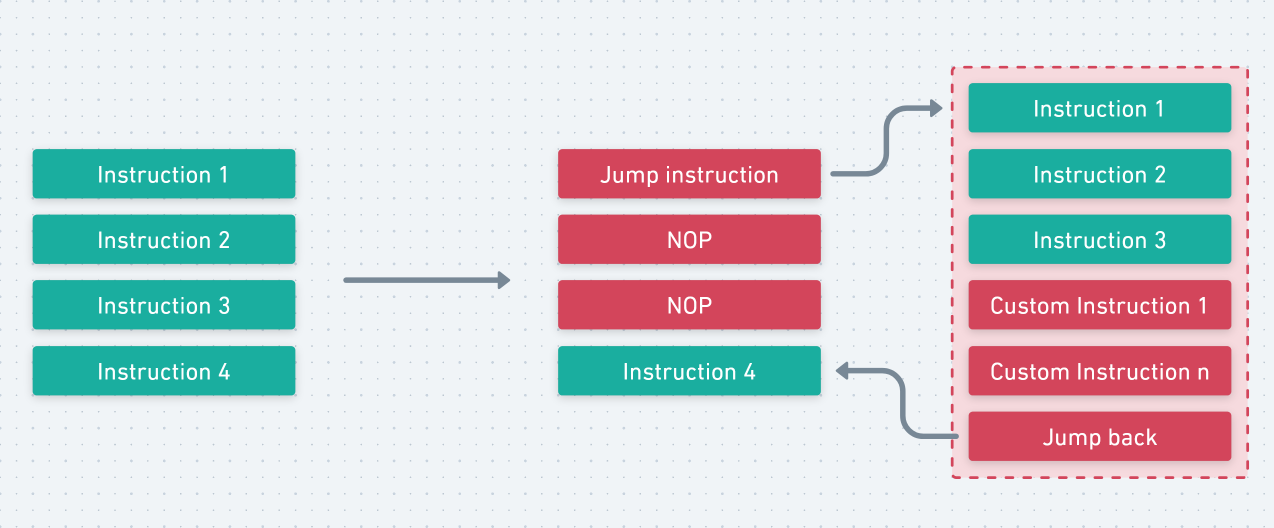 Instruction 1
Instruction 2
Instruction 3
Instruction 4
Jump instruction
NOP
NOP
Instruction 4
Instruction 1
Instruction 2
Instruction 3
Custom Instruction 1
Custom Instruction n
Jump back